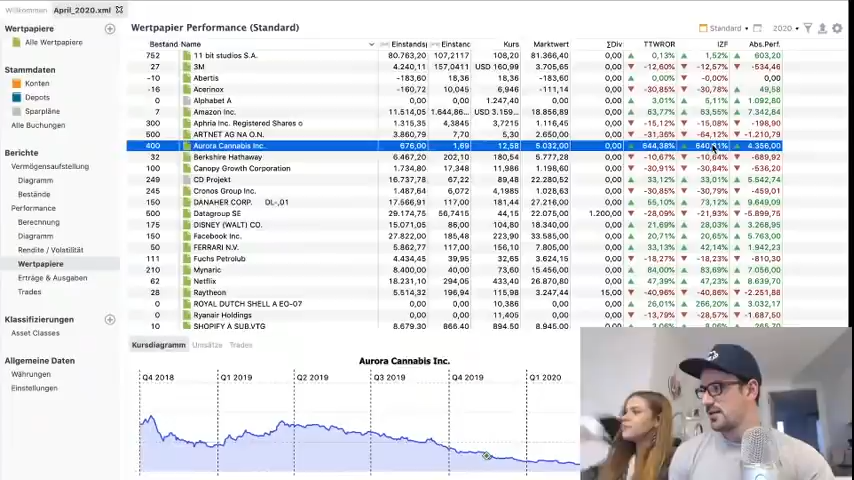 Willkommen April_2020.xml
Wertpapiere
Alle Wertpapiere
Stammdaten
Konten
Depots
Sparpläne
Alle Buchungen
Berichte
Vermögensaufstellung
Diagramm
Bestände
Performance
Berechnung
Diagramm
Rendite / Volatilität
Wertpapiere
Erträge & Ausgaben
Trades
Klassifizierungen
Asset Classes
Allgemeine Daten
Währungen
Einstellungen
Wertpapier Performance (Standard) Standard 2020
Bestand Name Einstands Einstanc Kurs Marktwert ΣDiv TTWROR IZF Abs.Perf.
752 11 bit studios S.A. 80.763,20 107,2117 108,20 81.366,40 0,00 0,13% 1,52% 603,20
27 3M 4.240,11 157,0411 USD 160,99 3.705,65 0,00 -12,60% -12,57% -534,46
-10 Abertis -183,60 18,36 18,36 -183,60 0,00 0,00% -0,00% 0,00
-16 Acerinox -160,72 10,045 6,946 -111,14 0,00 -30,85% -30,78% 49,58
0 Alphabet A 0,00 1.247,40 0,00 0,00 3,01% 5,11% 1.092,80
7 Amazon Inc. 11.514,05 1.644,86... USD 3.159... 18.856,89 0,00 63,77% 63,55% 7.342,84
300 Aphria Inc. Registered Shares o 1.315,00 3,7215 1.116,45 0,00 -15,12% -15,08% -198,90
500 ARTNET AG NA O.N. 3.860,79 7,70 5,30 2.650,00 0,00 -31,36% -64,12% -1.210,79
400 Aurora Cannabis Inc. 676,00 1,69 12,58 5.032,00 0,00 644,38% 4.356,00
32 Berkshire Hathaway 6.467,20 202,10 180,54 5.777,28 0,00 -10,67% -10,64% -689,92
100 Canopy Growth Corporation 1.734,80 17,348 11,986 1.198,60 0,00 -30,91% -30,84% -536,20
249 CD Projekt 16.737,78 67,22 89,48 22.280,52 0,00 33,12% 33,01% 5.542,74
245 Cronos Group Inc. 1.487,64 6,072 4,1985 1.028,63 0,00 -30,85% -30,79% -459,01
150 DANAHER CORP. DL-,01 17.566,91 117,00 181,44 27.216,00 0,00 55,07% 73,12% 9.649,09
500 Datagroup SE 29.174,75 56,7415 44,15 22.075,00 1.200,00 -28,09% -21,93% -5.899,75
175 DISNEY (WALT) CO. 15.071,05 86,00 104,80 18.340,00 0,00 21,69% 28,03% 3.268,95
150 Facebook Inc. 27.822,00 185,48 223,90 33.585,00 0,00 20,71% 20,65% 5.763,00
50 FERRARI N.V. 5.862,77 117,00 156,10 7.805,00 0,00 33,13% 42,14% 1.942,23
111 Fuchs Petrolub 4.434,45 39,95 32,65 3.624,15 0,00 -18,27% -18,23% -810,30
210 Mynaric 8.400,00 40,00 73,60 15.456,00 0,00 84,00% 83,69% 7.056,00
62 Netflix 18.231,10 294,05 433,40 26.870,80 0,00 47,39% 47,23% 8.639,70
28 Raytheon 5.514,32 196,94 115,98 3.247,44 15,00 -40,96% -40,86% -2.251,88
0 ROYAL DUTCH SHELL A EO-07 0,00 10,386 0,00 0,00 26,01% 266,20% 3.032,17
0 Ryanair Holdings 0,00 11,405 0,00 0,00 -13,79% -28,57% -1.687,50
10 SHOPIFY A SUB.VTG 8.679,30 866,40 894,50 8.945,00 0,00
Kursdiagramm Umsätze Trades
Aurora Cannabis Inc.
Q4 2018 Q1 2019 Q2 2019 Q3 2019 Q4 2019 Q1 2020